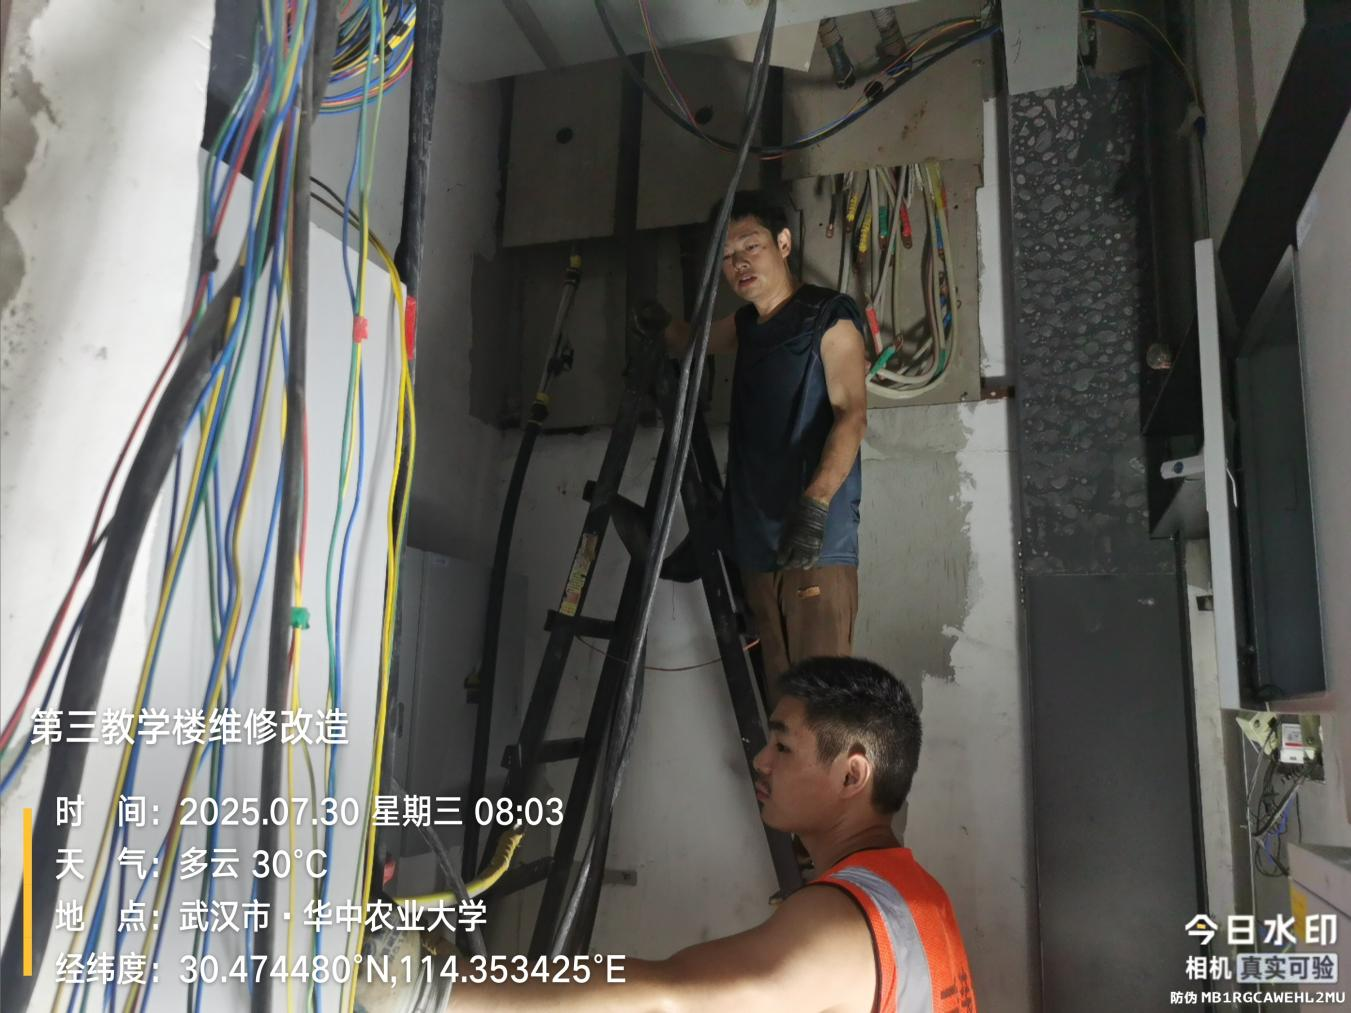 第三教学楼维修改造
时 间：2025.07.30 星期三 08:03
天 气：多云 30°C
地 点：武汉市·华中农业大学
经纬度：30.474480°N,114.353425°E
今日水印
相机 真实可验
防伪 MB1RGCAWEHL2MU